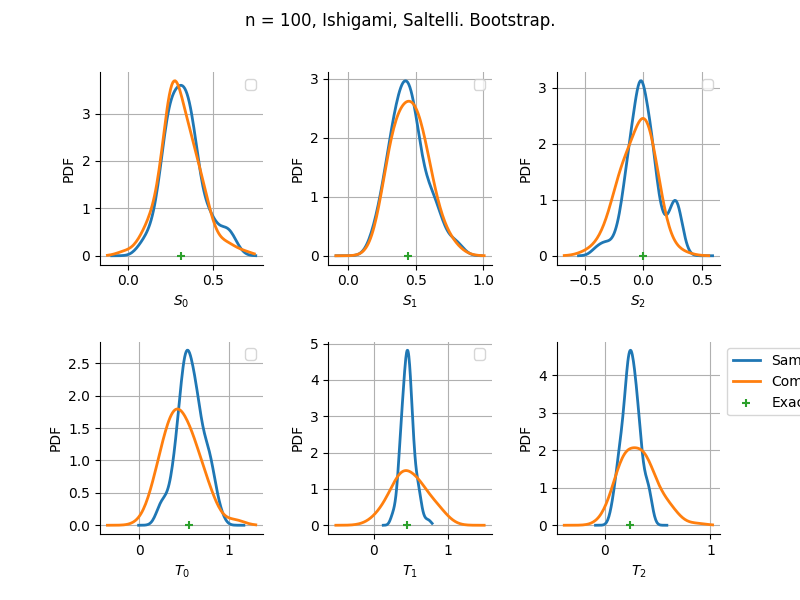 n = 100, Ishigami, Saltelli. Bootstrap.
PDF
3
2
1
0
0.0 0.5
S₀
PDF
3
2
1
0
0.0 0.5 1.0
S₁
PDF
3
2
1
0
−0.5 0.0 0.5
S₂
PDF
2.5
2.0
1.5
1.0
0.5
0.0
0 1
T₀
PDF
5
4
3
2
1
0
0 1
T₁
PDF
4
3
2
1
0
0 1
T₂
Sam
Com
Exac